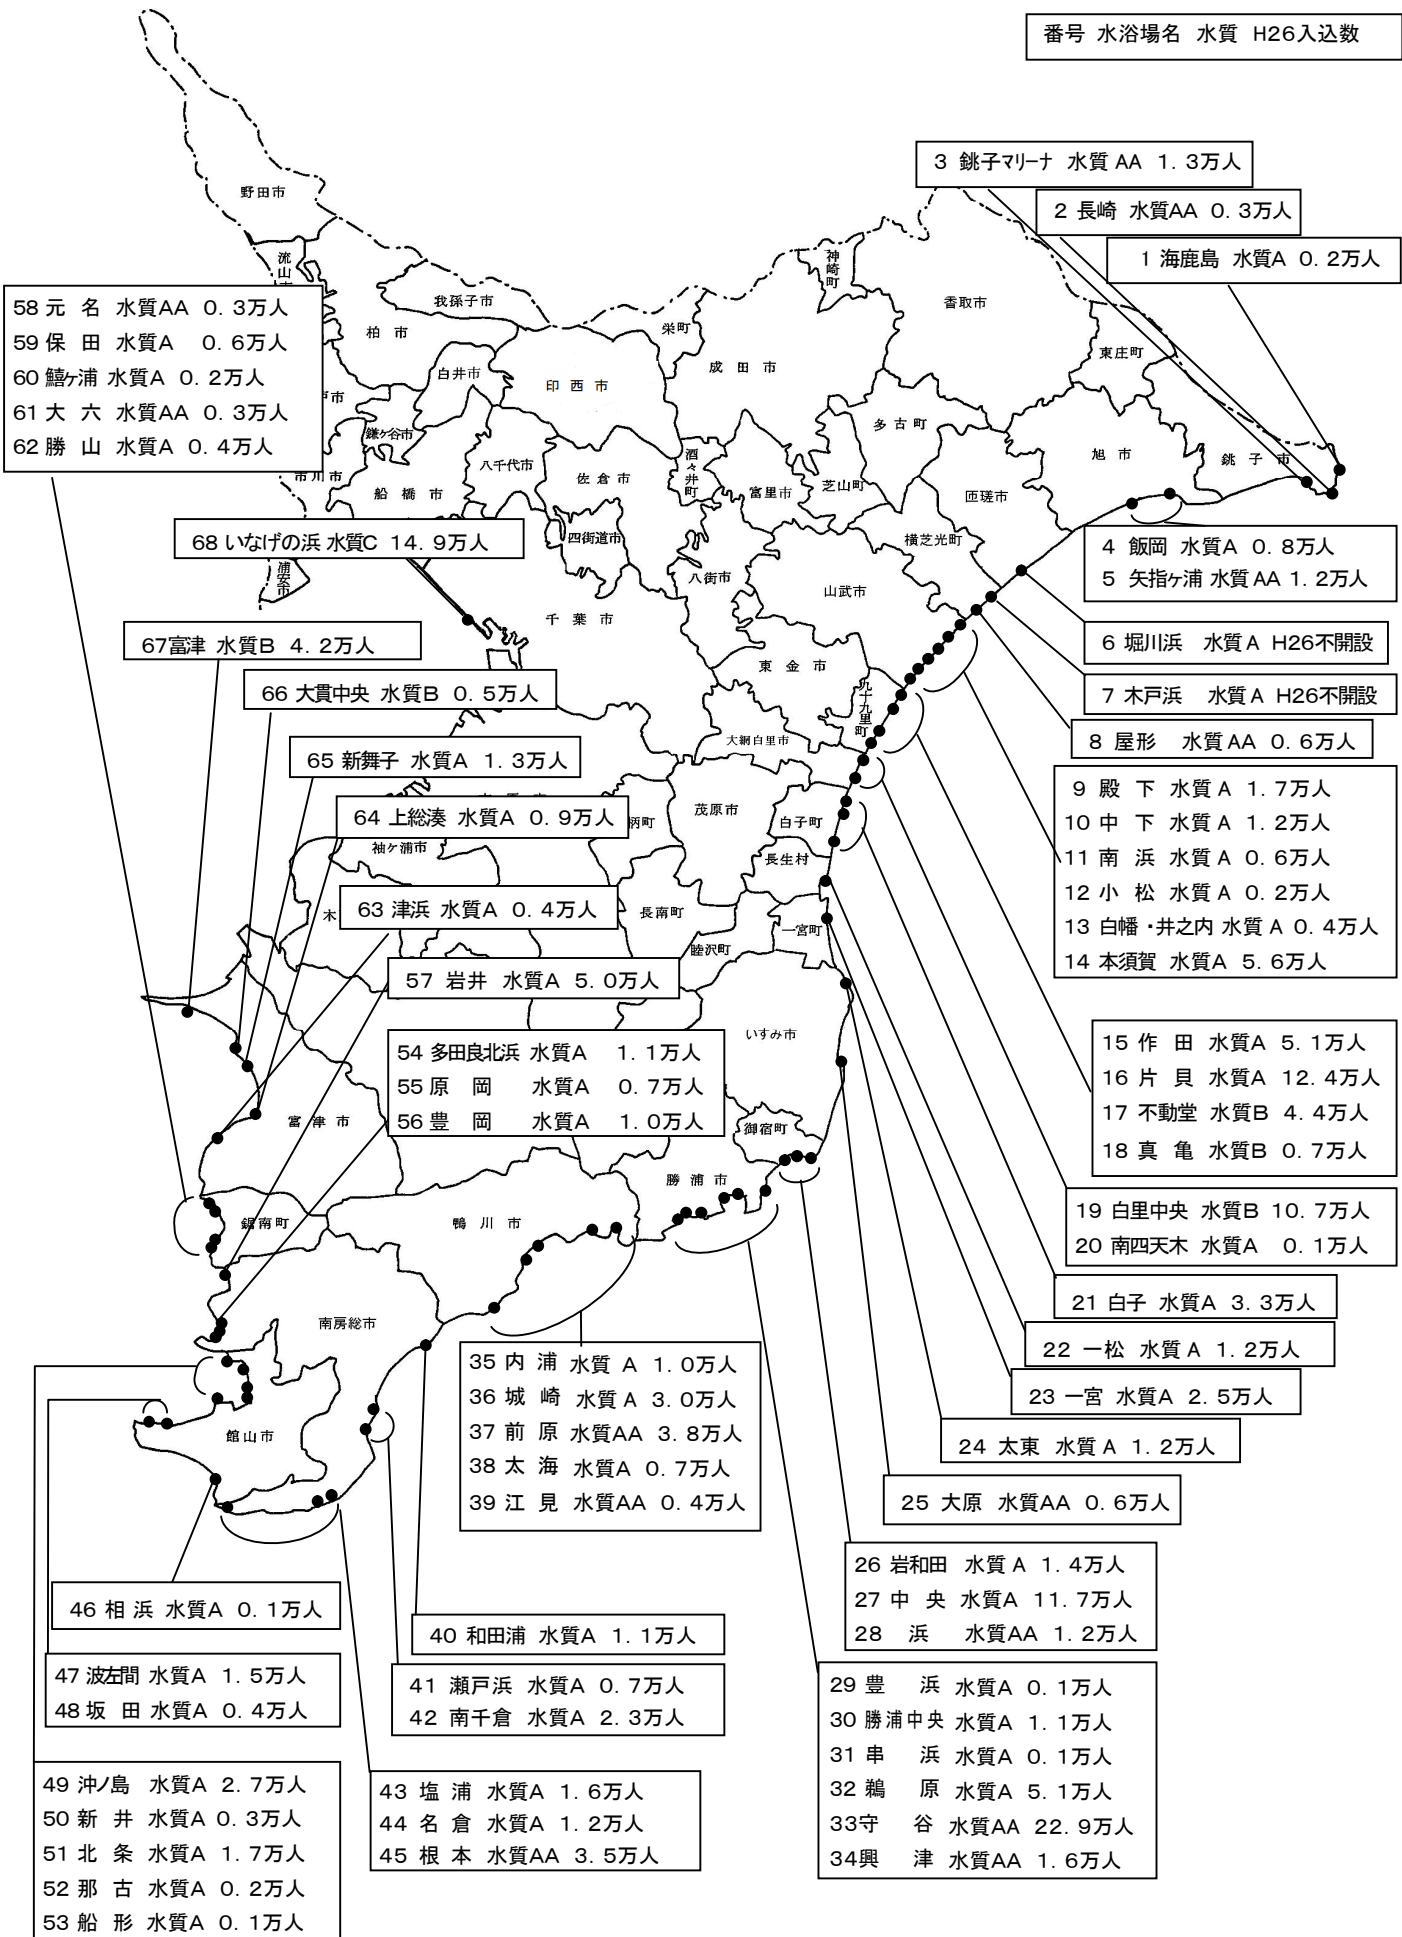 番号 水浴場名 水質 H26入込数
3 銚子マリーナ 水質 AA 1.3万人
2 長崎 水質AA 0.3万人
1 海鹿島 水質A 0.2万人
58 元 名 水質AA 0.3万人
59 保 田 水質A 0.6万人
60 鱚ヶ浦 水質A 0.2万人
61 大 六 水質AA 0.3万人
62 勝 山 水質A 0.4万人
68 いなげの浜 水質C 14.9万人
67富津 水質B 4.2万人
66 大貫中央 水質B 0.5万人
65 新舞子 水質A 1.3万人
64 上総湊 水質A 0.9万人
63 津浜 水質A 0.4万人
57 岩井 水質A 5.0万人
54 多田良北浜 水質A 1.1万人
55 原 岡 水質A 0.7万人
56 豊 岡 水質A 1.0万人
4 飯岡 水質A 0.8万人
5 矢指ヶ浦 水質AA 1.2万人
6 堀川浜 水質A H26不開設
7 木戸浜 水質A H26不開設
8 屋形 水質AA 0.6万人
9 殿 下 水質A 1.7万人
10 中 下 水質A 1.2万人
11 南 浜 水質A 0.6万人
12 小 松 水質A 0.2万人
13 白幡・井之内 水質A 0.4万人
14 本須賀 水質A 5.6万人
15 作 田 水質A 5.1万人
16 片 貝 水質A 12.4万人
17 不動堂 水質B 4.4万人
18 真 亀 水質B 0.7万人
19 白里中央 水質B 10.7万人
20 南四天木 水質A 0.1万人
21 白子 水質A 3.3万人
22 一松 水質A 1.2万人
23 一宮 水質A 2.5万人
24 太東 水質A 1.2万人
25 大原 水質AA 0.6万人
26 岩和田 水質A 1.4万人
27 中 央 水質A 11.7万人
28 浜 水質AA 1.2万人
29 豊 浜 水質A 0.1万人
30 勝浦中央 水質A 1.1万人
31 串 浜 水質A 0.1万人
32 鵜 原 水質A 5.1万人
33守 谷 水質AA 22.9万人
34興 津 水質AA 1.6万人
35 内 浦 水質 A 1.0万人
36 城 崎 水質 A 3.0万人
37 前 原 水質AA 3.8万人
38 太 海 水質A 0.7万人
39 江 見 水質AA 0.4万人
40 和田浦 水質A 1.1万人
41 瀬戸浜 水質A 0.7万人
42 南千倉 水質A 2.3万人
43 塩 浦 水質A 1.6万人
44 名 倉 水質A 1.2万人
45 根 本 水質AA 3.5万人
46 相 浜 水質A 0.1万人
47 波左間 水質A 1.5万人
48 坂 田 水質A 0.4万人
49 沖ノ島 水質A 2.7万人
50 新 井 水質A 0.3万人
51 北 条 水質A 1.7万人
52 那 古 水質A 0.2万人
53 船 形 水質A 0.1万人
野田市
流山市
我孫子市
柏市
白井市
印西市
栄町
成田市
神崎町
香取市
東庄町
多古町
旭市
銚子市
匝瑳市
戸市
鎌ケ谷市
市川市
船橋市
八千代市
佐倉市
酒々井町
富里市
芝山町
四街道市
横芝光町
八街市
山武市
浦安市
千葉市
東金市
九十九里町
大網白里市
茂原市
白子町
柄町
長生村
袖ケ浦市
木
長南町
一宮町
睦沢町
いすみ市
御宿町
勝浦市
富津市
鋸南町
鴨川市
南房総市
館山市